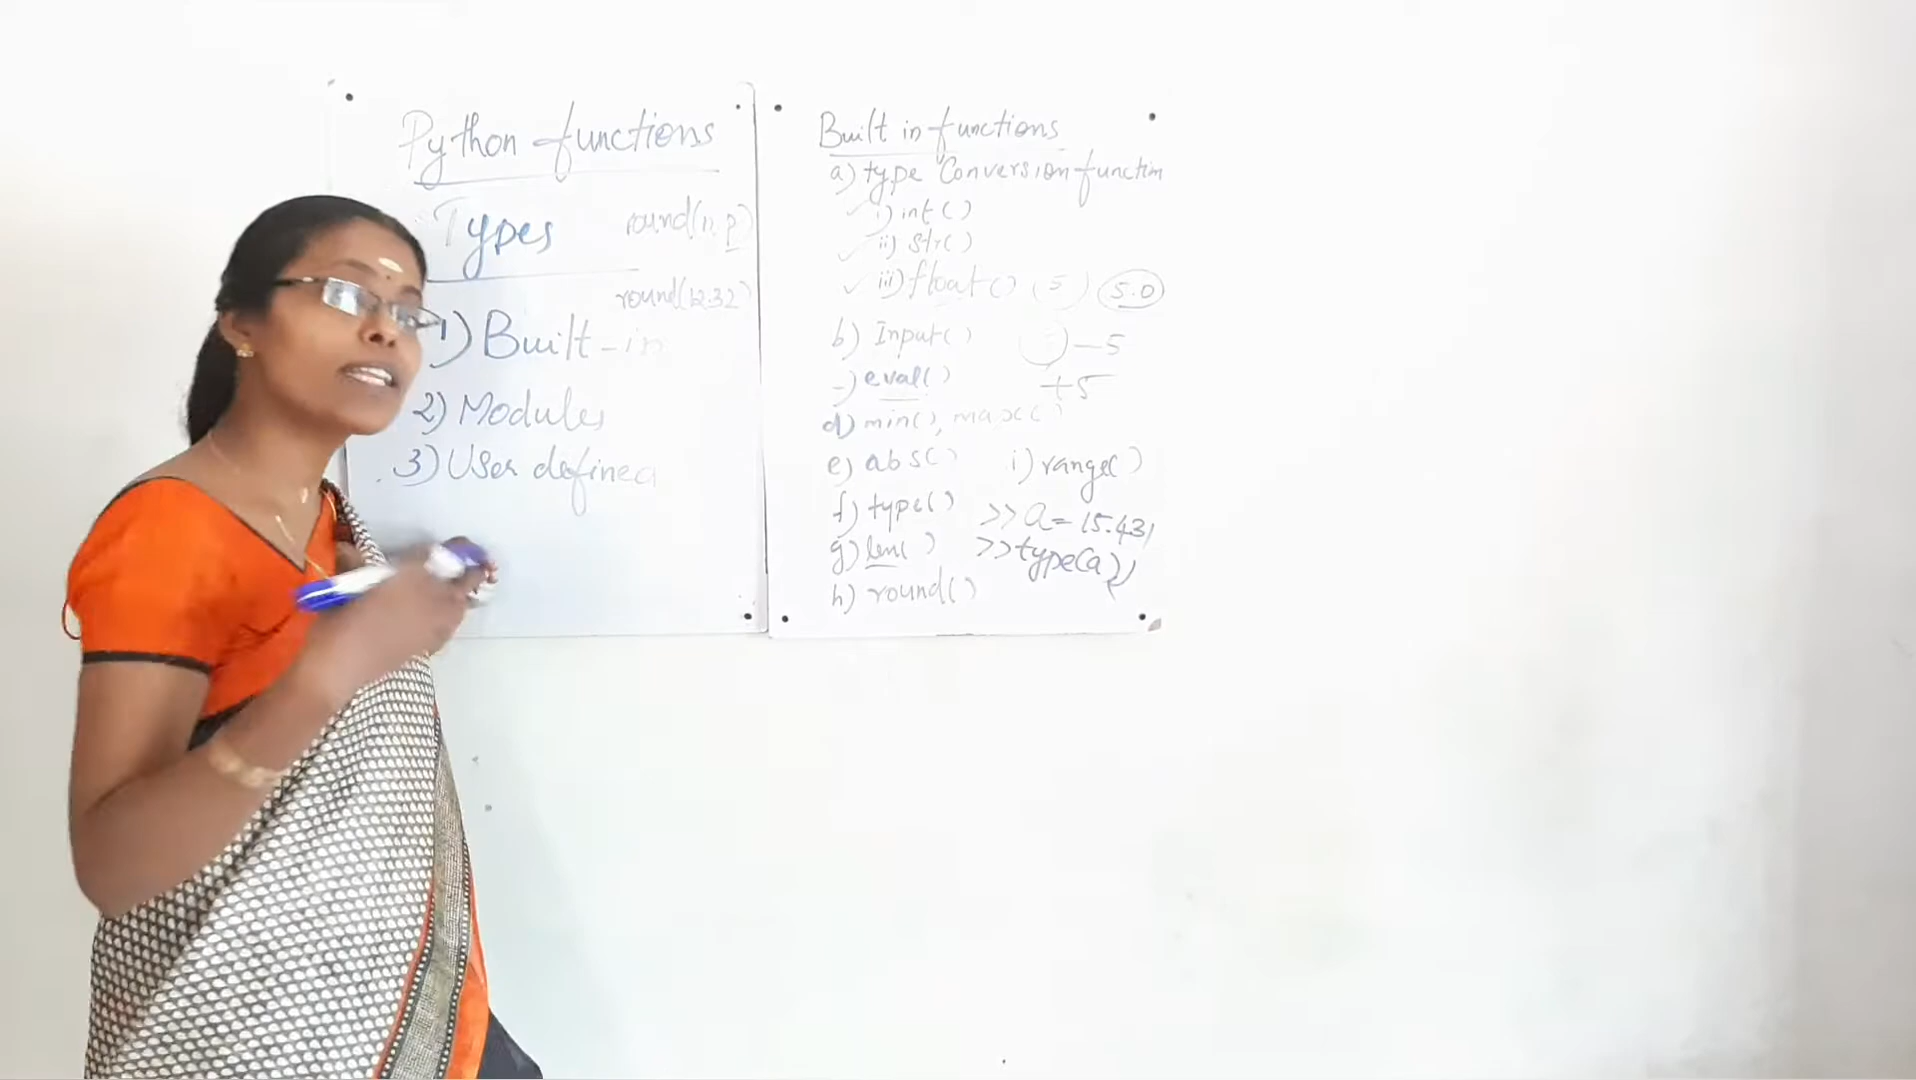 Python functions
Types
round(n,p)
round(12.32)
1) Built-in
2) Modules
3) User defined
Built in functions
a) type Conversion function
i) int()
ii) str()
iii) float() (5) 5.0
b) Input() -5
eval() +5
d) min(), max()
e) abs() i) range()
f) type() >> a = 15.43,
g) len() >> type(a)
h) round()